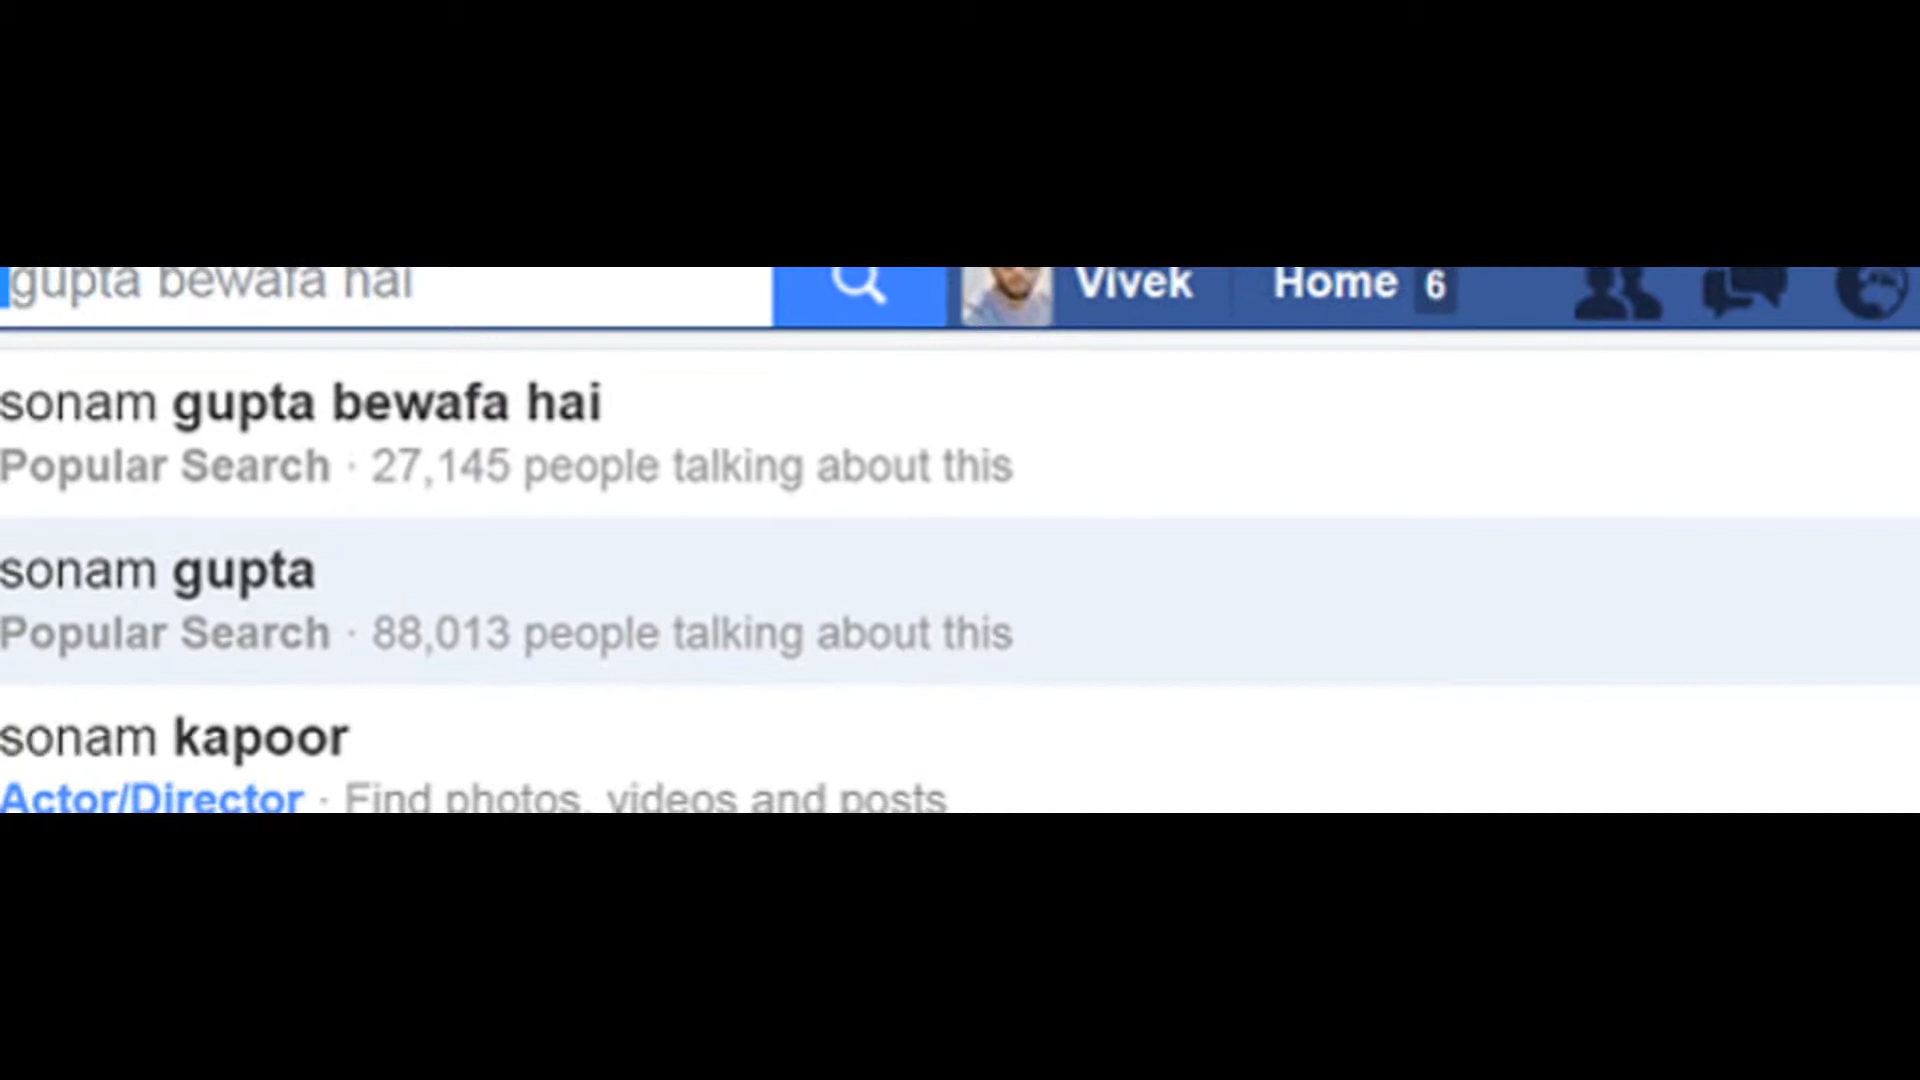 gupta bewafa hai
Vivek
Home 6
sonam gupta bewafa hai
Popular Search · 27,145 people talking about this
sonam gupta
Popular Search · 88,013 people talking about this
sonam kapoor
Actor/Director · Find photos, videos and posts